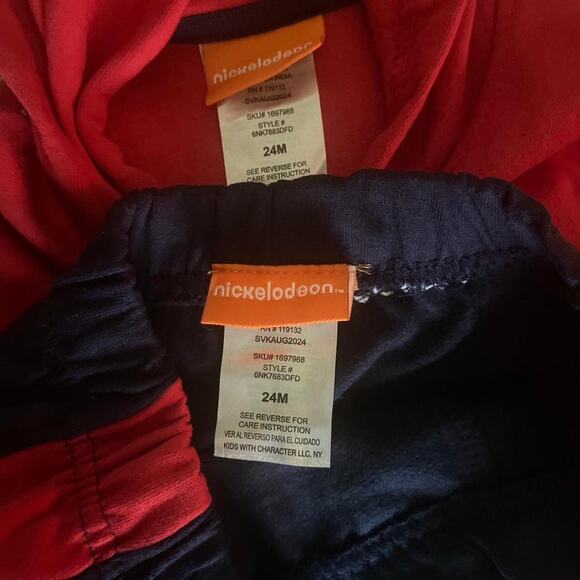 nickelodeon
INDIA
RN # 119132
SVKAUG2024
SKU# 1697968
STYLE #
6NK7683DFD
24M
SEE REVERSE FOR
CARE INSTRUCTION
nickelodeon™
RN # 119132
SVKAUG2024
SKU# 1697968
STYLE #
6NK7683DFD
24M
SEE REVERSE FOR
CARE INSTRUCTION
VER AL REVERSO PARA EL CUIDADO
KIDS WITH CHARACTER LLC, NY